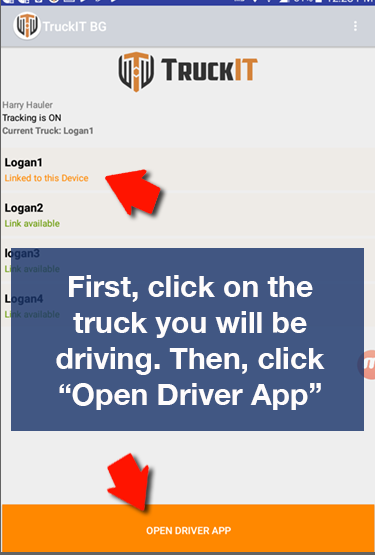 TruckIT BG
TRUCKIT
Harry Hauler
Tracking is ON
Current Truck: Logan1
Logan1
Linked to this Device
Logan2
Link available
logan3
Link available
Logan4
Link available
First, click on the
truck you will be
driving. Then, click
“Open Driver App”
OPEN DRIVER APP